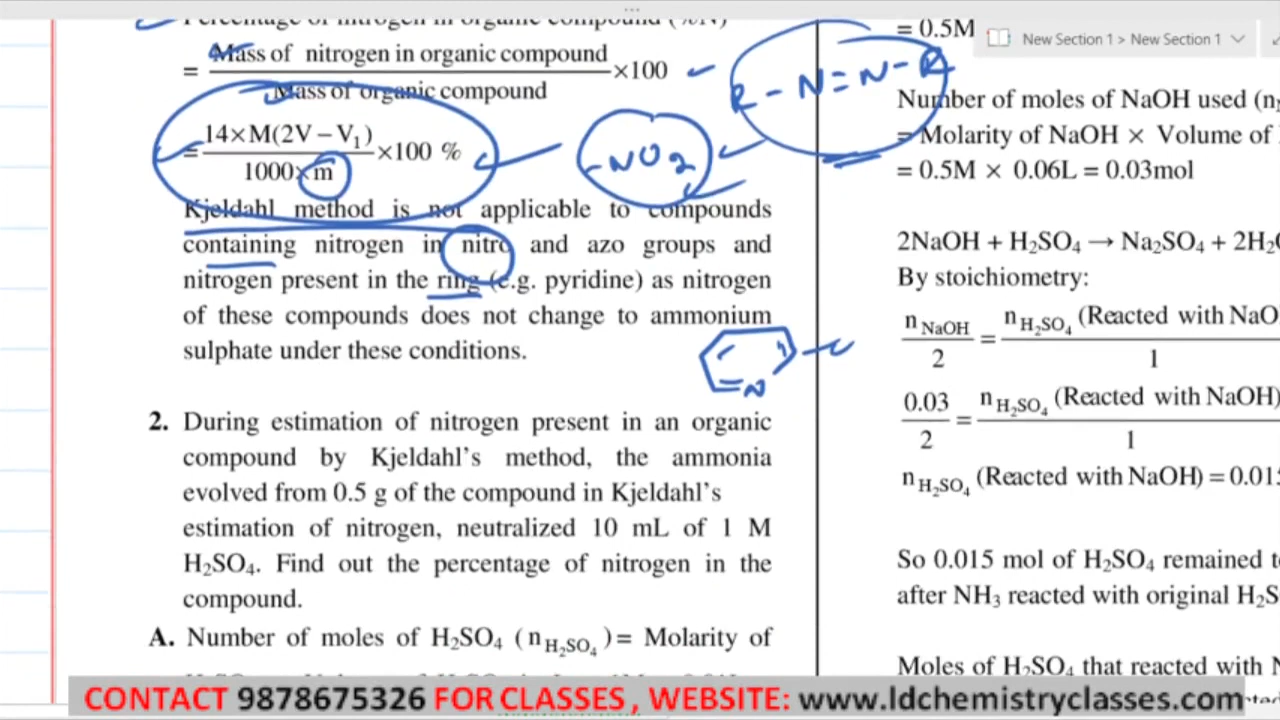 Percentage of nitrogen in organic compound (%N)
= Mass of nitrogen in organic compound / Mass of organic compound ×100
= 14×M(2V−V₁) / 1000×m ×100 %
R-N=N-R
-NO2
Kjeldahl method is not applicable to compounds
containing nitrogen in nitro and azo groups and
nitrogen present in the ring (e.g. pyridine) as nitrogen
of these compounds does not change to ammonium
sulphate under these conditions.
N
2. During estimation of nitrogen present in an organic
compound by Kjeldahl's method, the ammonia
evolved from 0.5 g of the compound in Kjeldahl's
estimation of nitrogen, neutralized 10 mL of 1 M
H₂SO₄. Find out the percentage of nitrogen in the
compound.
A. Number of moles of H₂SO₄ (n H₂SO₄)= Molarity of
= 0.5M
New Section 1 > New Section 1
Number of moles of NaOH used (n
= Molarity of NaOH × Volume of
= 0.5M × 0.06L = 0.03mol
2NaOH + H₂SO₄ → Na₂SO₄ + 2H₂O
By stoichiometry:
n NaOH / 2 = n H₂SO₄ (Reacted with NaO / 1
0.03 / 2 = n H₂SO₄ (Reacted with NaOH) / 1
n H₂SO₄ (Reacted with NaOH) = 0.015
So 0.015 mol of H₂SO₄ remained
after NH₃ reacted with original H₂S
Moles of H₂SO₄ that reacted with N
CONTACT 9878675326 FOR CLASSES , WEBSITE: www.ldchemistryclasses.com